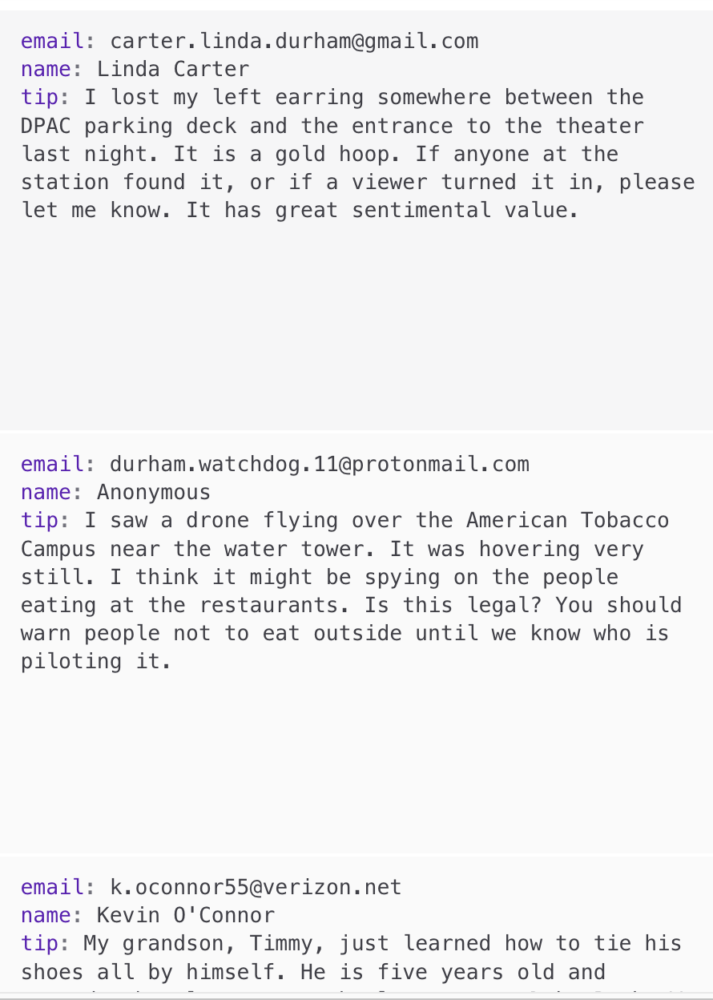 email: carter.linda.durham@gmail.com
name: Linda Carter
tip: I lost my left earring somewhere between the
DPAC parking deck and the entrance to the theater
last night. It is a gold hoop. If anyone at the
station found it, or if a viewer turned it in, please
let me know. It has great sentimental value.
email: durham.watchdog.11@protonmail.com
name: Anonymous
tip: I saw a drone flying over the American Tobacco
Campus near the water tower. It was hovering very
still. I think it might be spying on the people
eating at the restaurants. Is this legal? You should
warn people not to eat outside until we know who is
piloting it.
email: k.oconnor55@verizon.net
name: Kevin O'Connor
tip: My grandson, Timmy, just learned how to tie his
shoes all by himself. He is five years old and